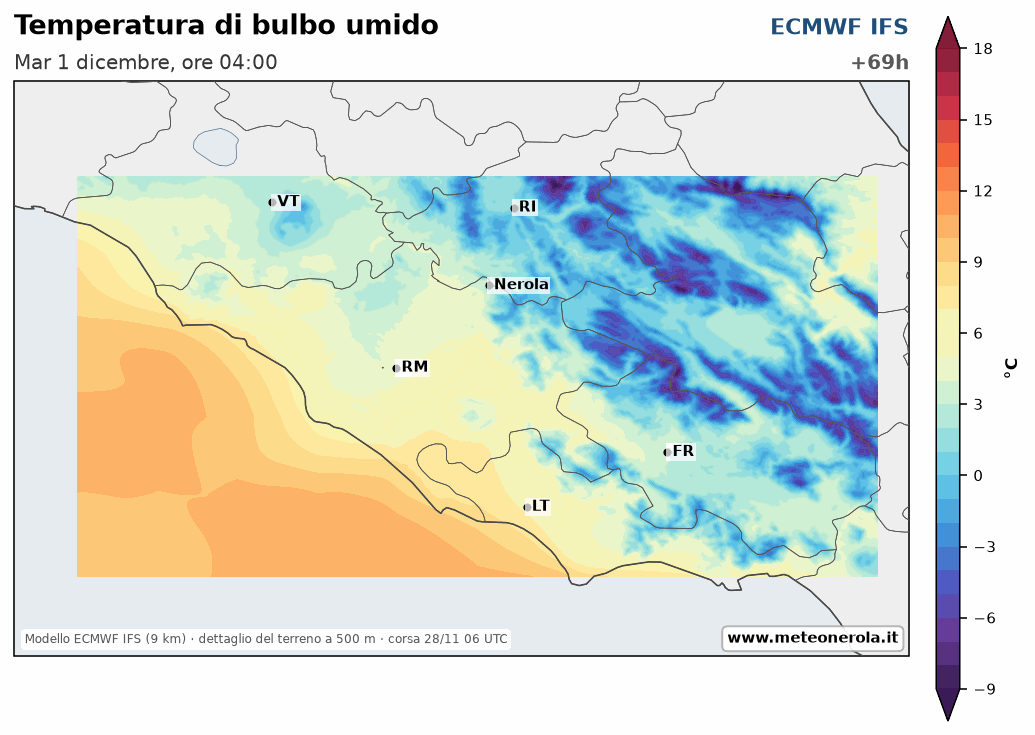 Temperatura di bulbo umido
ECMWF IFS
Mar 1 dicembre, ore 04:00
+69h
18
15
12
9
6
3
0
−3
−6
−9
°C
VT
RI
Nerola
RM
FR
LT
Modello ECMWF IFS (9 km) · dettaglio del terreno a 500 m · corsa 28/11 06 UTC
www.meteonerola.it